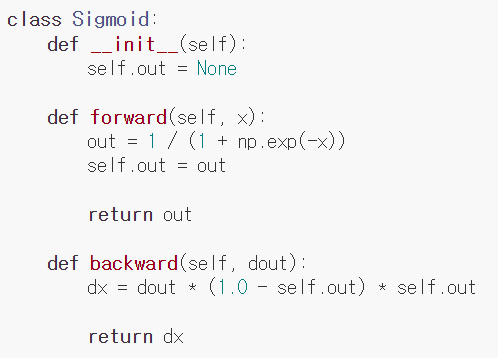 class Sigmoid:
    def __init__(self):
        self.out = None

    def forward(self, x):
        out = 1 / (1 + np.exp(-x))
        self.out = out

        return out

    def backward(self, dout):
        dx = dout * (1.0 - self.out) * self.out

        return dx